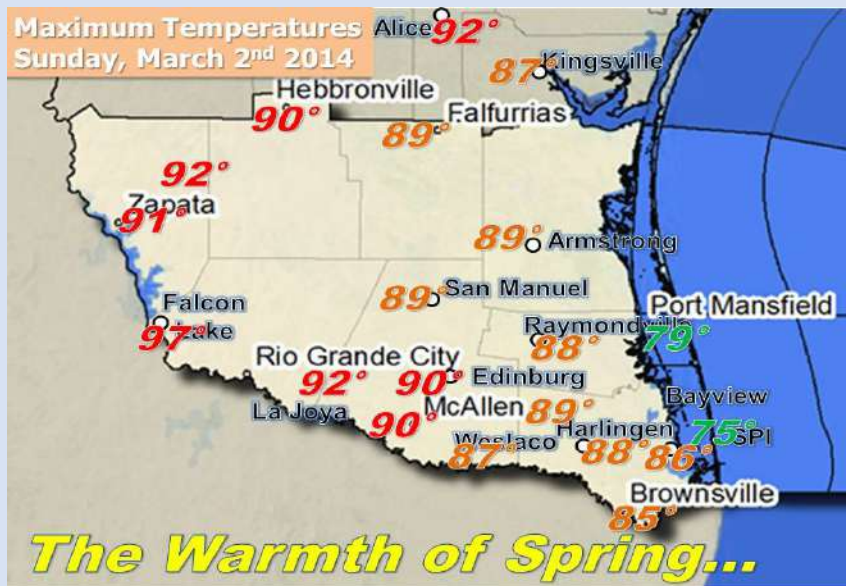 Maximum Temperatures
Sunday, March 2nd 2014
Alice
92°
87°
Kingsville
Hebbronville
90°
Falfurrias
89°
92°
Zapata
91°
89°
Armstrong
89°
San Manuel
Falcon
Lake
97°
Port Mansfield
79°
Raymondville
88°
Rio Grande City
92°
90°
Edinburg
La Joya
McAllen
90°
89°
Bayview
75°
SPI
Harlingen
88°
86°
Weslaco
87°
Brownsville
85°
The Warmth of Spring...